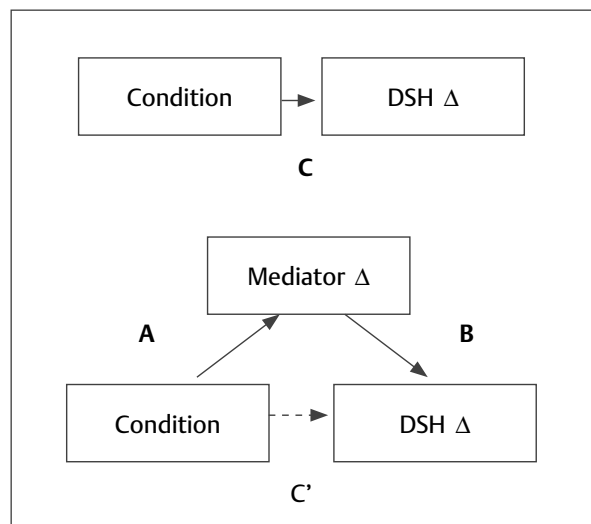 Condition DSH Δ
C
Mediator Δ
A B
Condition DSH Δ
C’